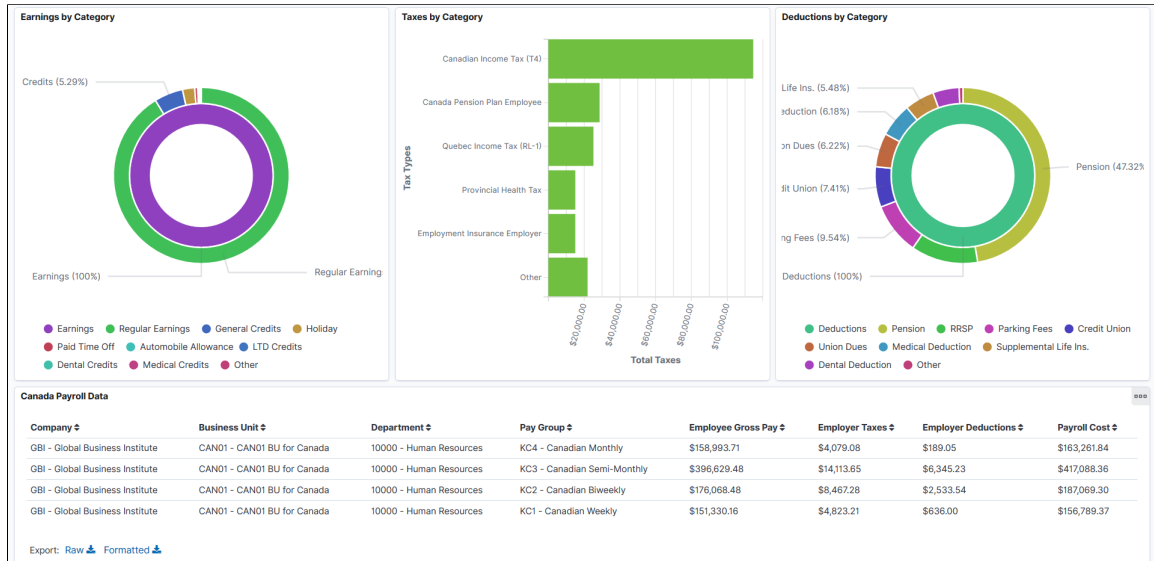 Earnings by Category
Credits (5.29%)
Earnings (100%)
Regular Earning
Earnings Regular Earnings General Credits Holiday
Paid Time Off Automobile Allowance LTD Credits
Dental Credits Medical Credits Other
Taxes by Category
Tax Types
Canadian Income Tax (T4)
Canada Pension Plan Employee
Quebec Income Tax (RL-1)
Provincial Health Tax
Employment Insurance Employer
Other
$20,000.00 $40,000.00 $60,000.00 $80,000.00 $100,000.00
Total Taxes
Deductions by Category
Life Ins. (5.48%)
eduction (6.18%)
on Dues (6.22%)
dit Union (7.41%)
ng Fees (9.54%)
Deductions (100%)
Pension (47.32%
Deductions Pension RRSP Parking Fees Credit Union
Union Dues Medical Deduction Supplemental Life Ins.
Dental Deduction Other
Canada Payroll Data
Company Business Unit Department Pay Group Employee Gross Pay Employer Taxes Employer Deductions Payroll Cost
GBI - Global Business Institute CAN01 - CAN01 BU for Canada 10000 - Human Resources KC4 - Canadian Monthly $158,993.71 $4,079.08 $189.05 $163,261.84
GBI - Global Business Institute CAN01 - CAN01 BU for Canada 10000 - Human Resources KC3 - Canadian Semi-Monthly $396,629.48 $14,113.65 $6,345.23 $417,088.36
GBI - Global Business Institute CAN01 - CAN01 BU for Canada 10000 - Human Resources KC2 - Canadian Biweekly $176,068.48 $8,467.28 $2,533.54 $187,069.30
GBI - Global Business Institute CAN01 - CAN01 BU for Canada 10000 - Human Resources KC1 - Canadian Weekly $151,330.16 $4,823.21 $636.00 $156,789.37
Export: Raw Formatted